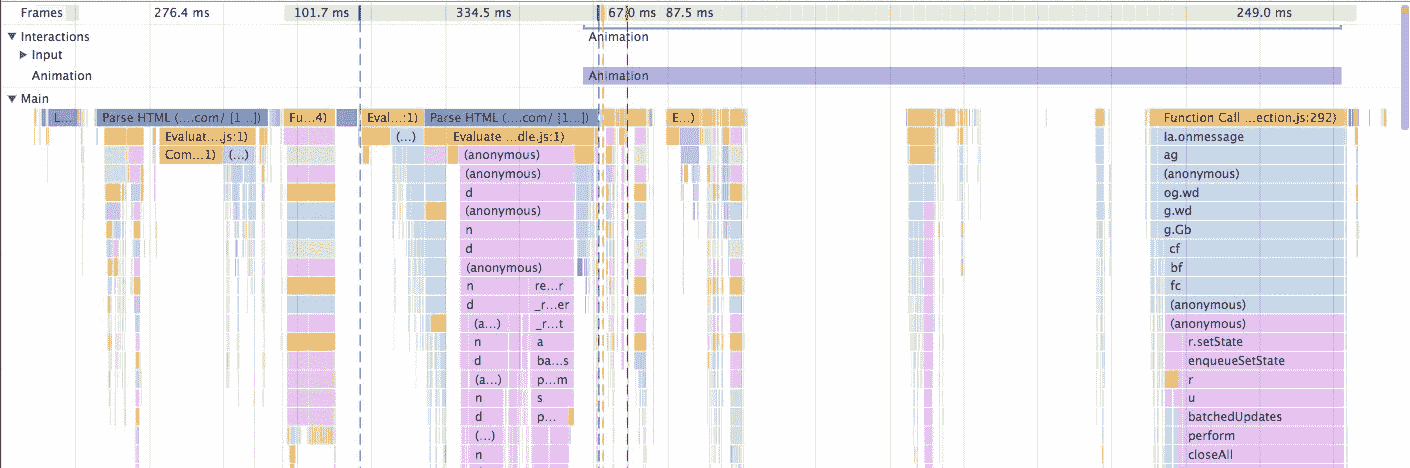 Frames 276.4 ms 101.7 ms 334.5 ms 67.0 ms 87.5 ms 249.0 ms
Interactions Animation
Input
Animation Animation
Main
L... Parse HTML (....com/ [1...]) Fu...4) Eval...:1) Parse HTML (....com/ [1...]) E...) Function Call ...ection.js:292)
Evaluat....js:1) (...) Evaluate ...dle.js:1) la.onmessage
Com...1) (...) (anonymous) ag
(anonymous) (anonymous)
d og.wd
(anonymous) g.wd
n g.Gb
d cf
(anonymous) bf
n re...r fc
d _r...er (anonymous)
(a...) _r...t (anonymous)
n a r.setState
d ba...s enqueueSetState
(a...) p...m r
n s u
d p... batchedUpdates
(...) perform
n closeAll